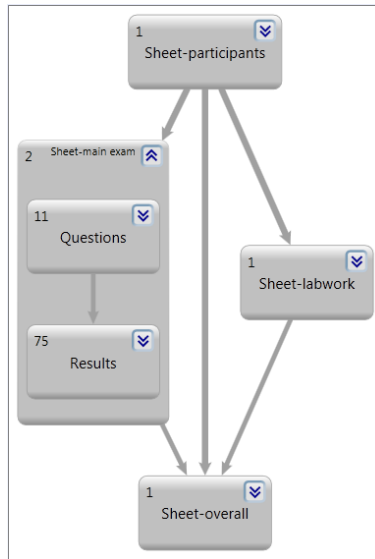 1
Sheet-participants
2 Sheet-main exam
11
Questions
75
Results
1
Sheet-labwork
1
Sheet-overall